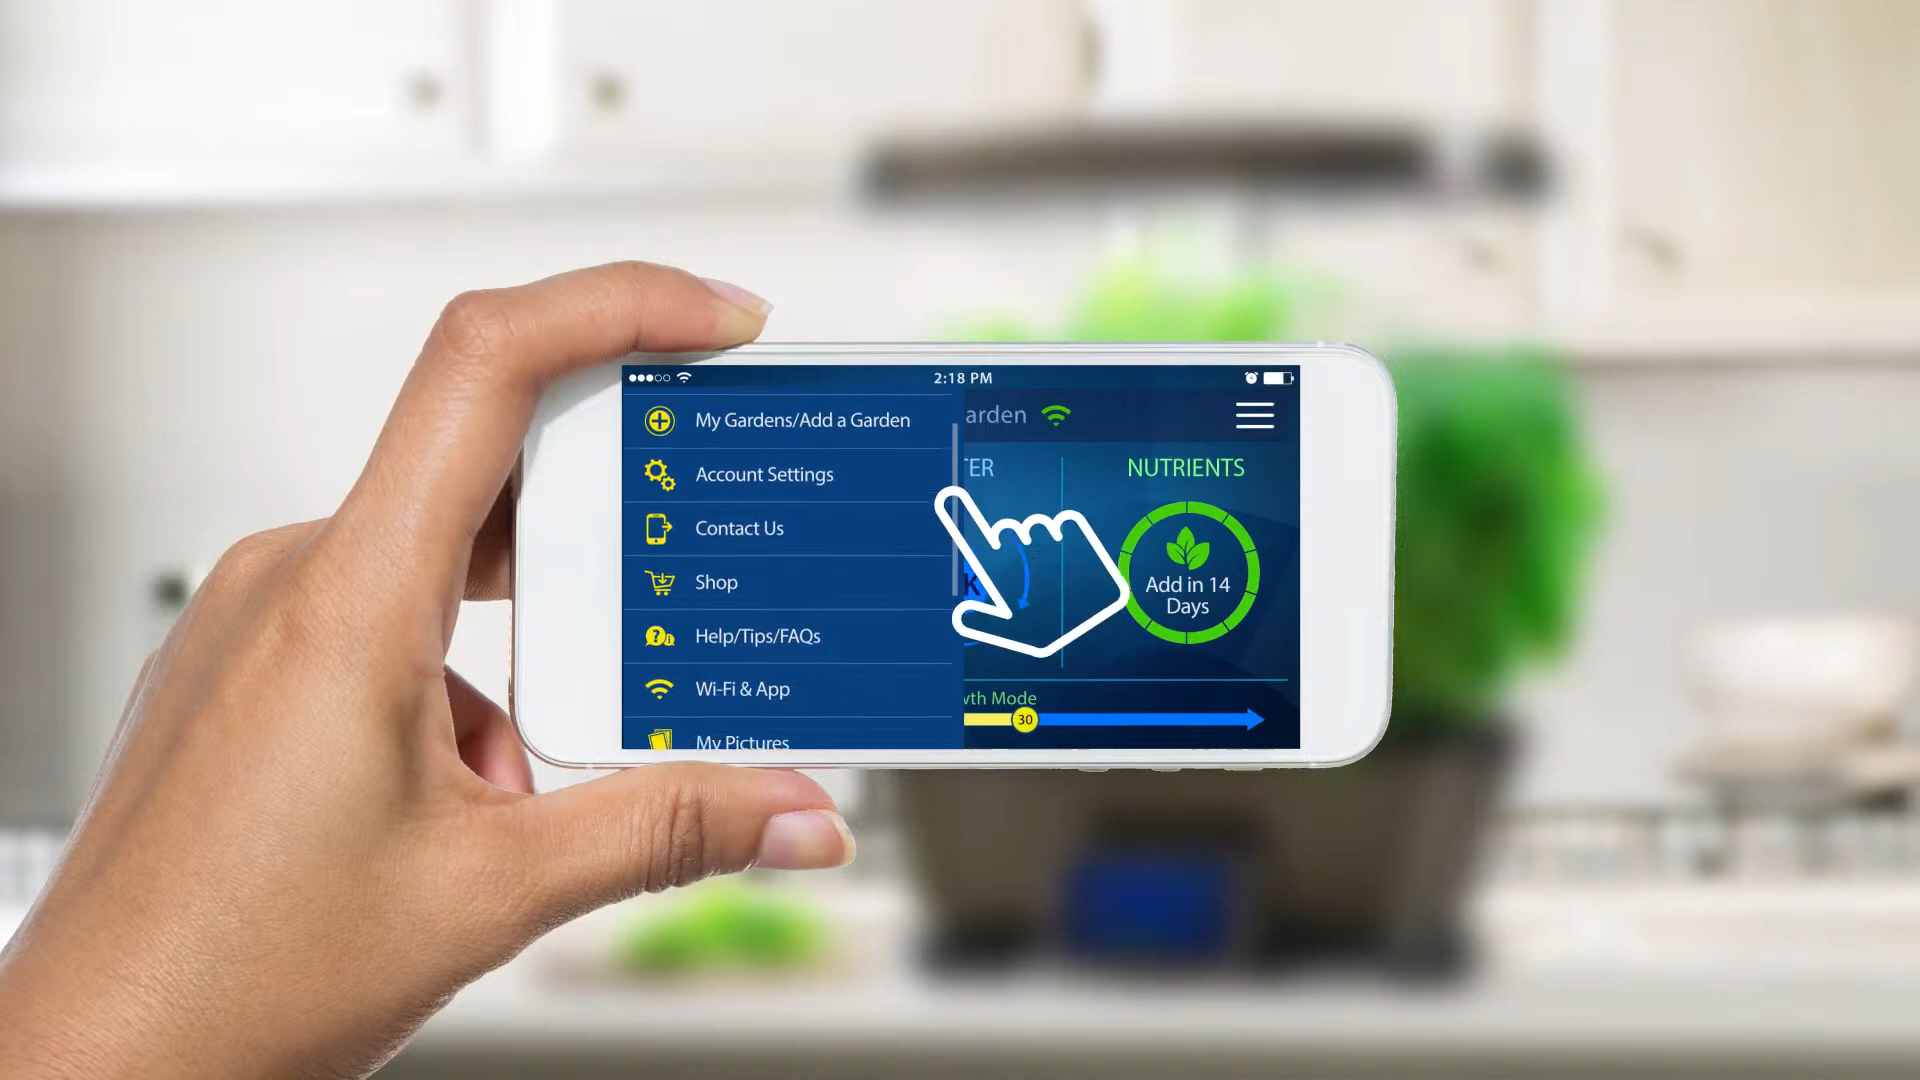 2:18 PM
My Gardens/Add a Garden
Account Settings
Contact Us
Shop
Help/Tips/FAQs
Wi-Fi & App
My Pictures
arden
TER
K
NUTRIENTS
Add in 14
Days
wth Mode
30